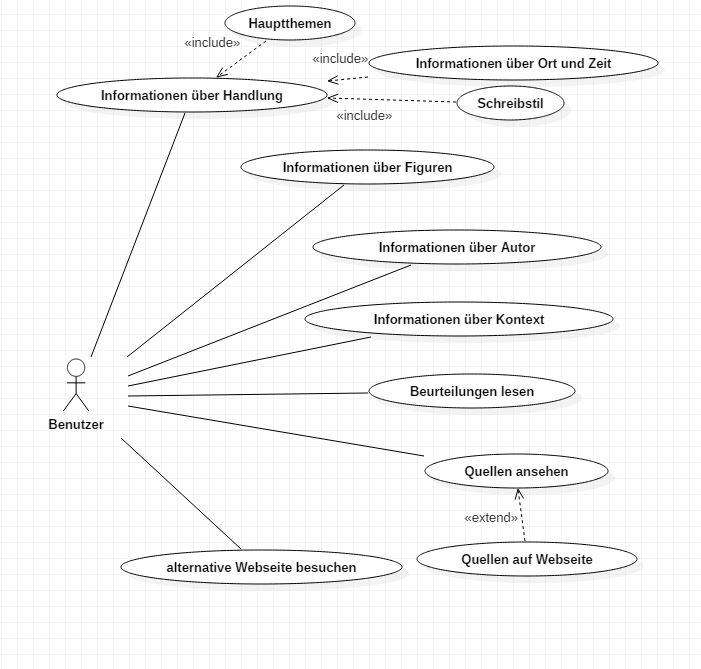 Hauptthemen
«include»
«include»
Informationen über Ort und Zeit
Informationen über Handlung
Schreibstil
«include»
Informationen über Figuren
Informationen über Autor
Informationen über Kontext
Beurteilungen lesen
Benutzer
Quellen ansehen
«extend»
Quellen auf Webseite
alternative Webseite besuchen